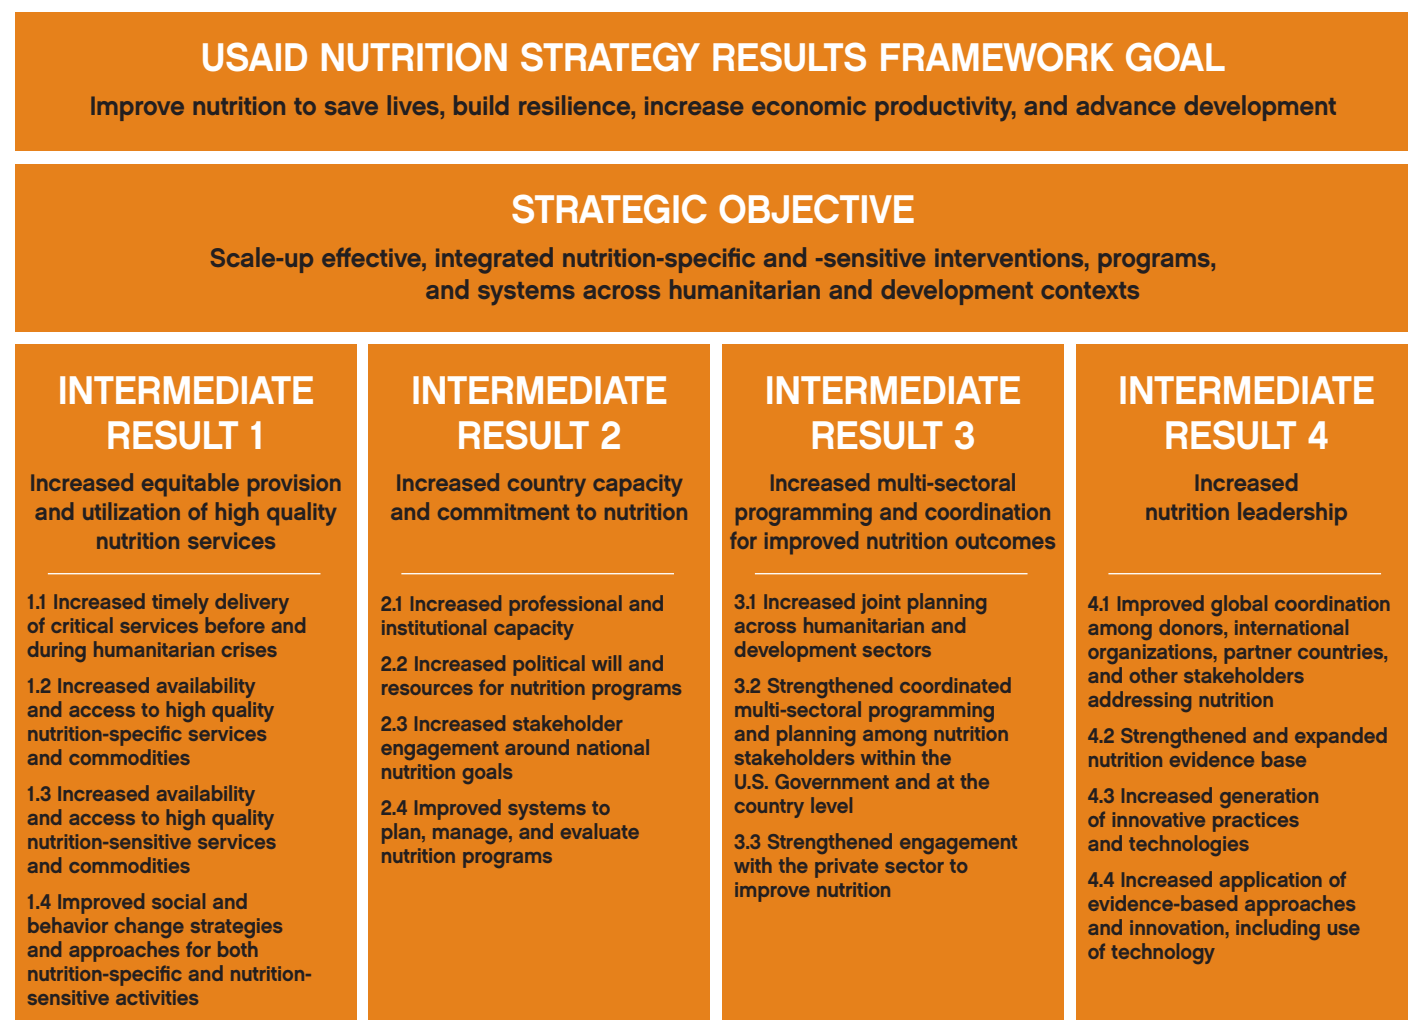 USAID NUTRITION STRATEGY RESULTS FRAMEWORK GOAL
Improve nutrition to save lives, build resilience, increase economic productivity, and advance development
STRATEGIC OBJECTIVE
Scale-up effective, integrated nutrition-specific and -sensitive interventions, programs,
and systems across humanitarian and development contexts
INTERMEDIATE
RESULT 1
Increased equitable provision
and utilization of high quality
nutrition services
1.1 Increased timely delivery
of critical services before and
during humanitarian crises
1.2 Increased availability
and access to high quality
nutrition-specific services
and commodities
1.3 Increased availability
and access to high quality
nutrition-sensitive services
and commodities
1.4 Improved social and
behavior change strategies
and approaches for both
nutrition-specific and nutrition-
sensitive activities
INTERMEDIATE
RESULT 2
Increased country capacity
and commitment to nutrition
2.1 Increased professional and
institutional capacity
2.2 Increased political will and
resources for nutrition programs
2.3 Increased stakeholder
engagement around national
nutrition goals
2.4 Improved systems to
plan, manage, and evaluate
nutrition programs
INTERMEDIATE
RESULT 3
Increased multi-sectoral
programming and coordination
for improved nutrition outcomes
3.1 Increased joint planning
across humanitarian and
development sectors
3.2 Strengthened coordinated
multi-sectoral programming
and planning among nutrition
stakeholders within the
U.S. Government and at the
country level
3.3 Strengthened engagement
with the private sector to
improve nutrition
INTERMEDIATE
RESULT 4
Increased
nutrition leadership
4.1 Improved global coordination
among donors, international
organizations, partner countries,
and other stakeholders
addressing nutrition
4.2 Strengthened and expanded
nutrition evidence base
4.3 Increased generation
of innovative practices
and technologies
4.4 Increased application of
evidence-based approaches
and innovation, including use
of technology